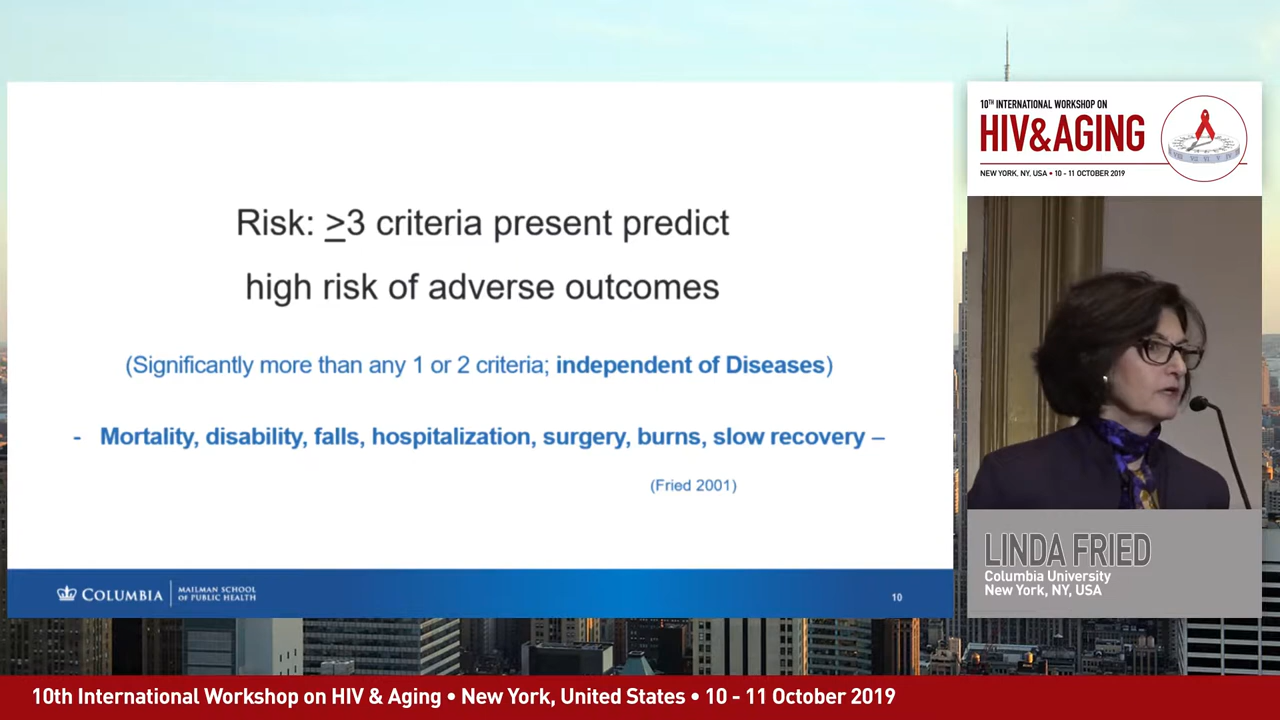 Risk: ≥3 criteria present predict
high risk of adverse outcomes
(Significantly more than any 1 or 2 criteria; independent of Diseases)
- Mortality, disability, falls, hospitalization, surgery, burns, slow recovery –
(Fried 2001)
COLUMBIA
MAILMAN SCHOOL
OF PUBLIC HEALTH
10
10TH INTERNATIONAL WORKSHOP ON
HIV&AGING
NEW YORK, NY, USA • 10 - 11 OCTOBER 2019
LINDA FRIED
Columbia University
New York, NY, USA
10th International Workshop on HIV & Aging • New York, United States • 10 - 11 October 2019